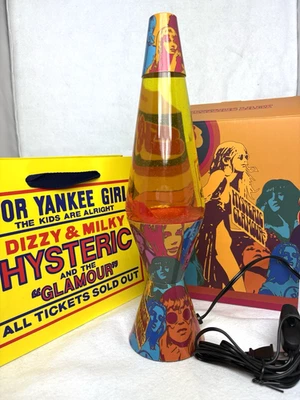 OR YANKEE GIRL
THE KIDS ARE ALRIGHT
DIZZY & MILKY
HYSTERIC
AND THE
"GLAMOUR"
ALL TICKETS SOLD OUT